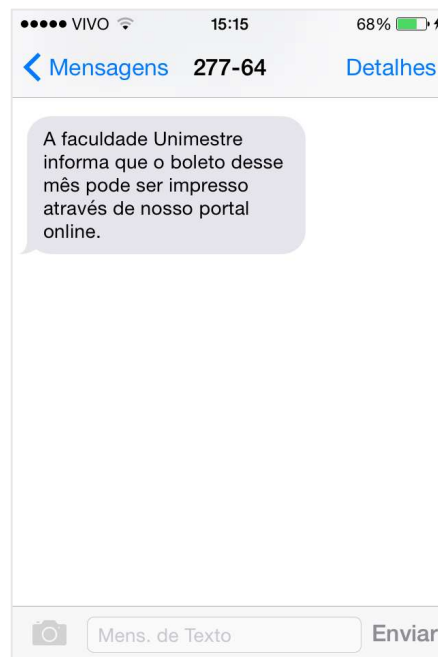 VIVO 15:15 68%
Mensagens 277-64 Detalhes
A faculdade Unimestre
informa que o boleto desse
mês pode ser impresso
através de nosso portal
online.
Mens. de Texto Enviar